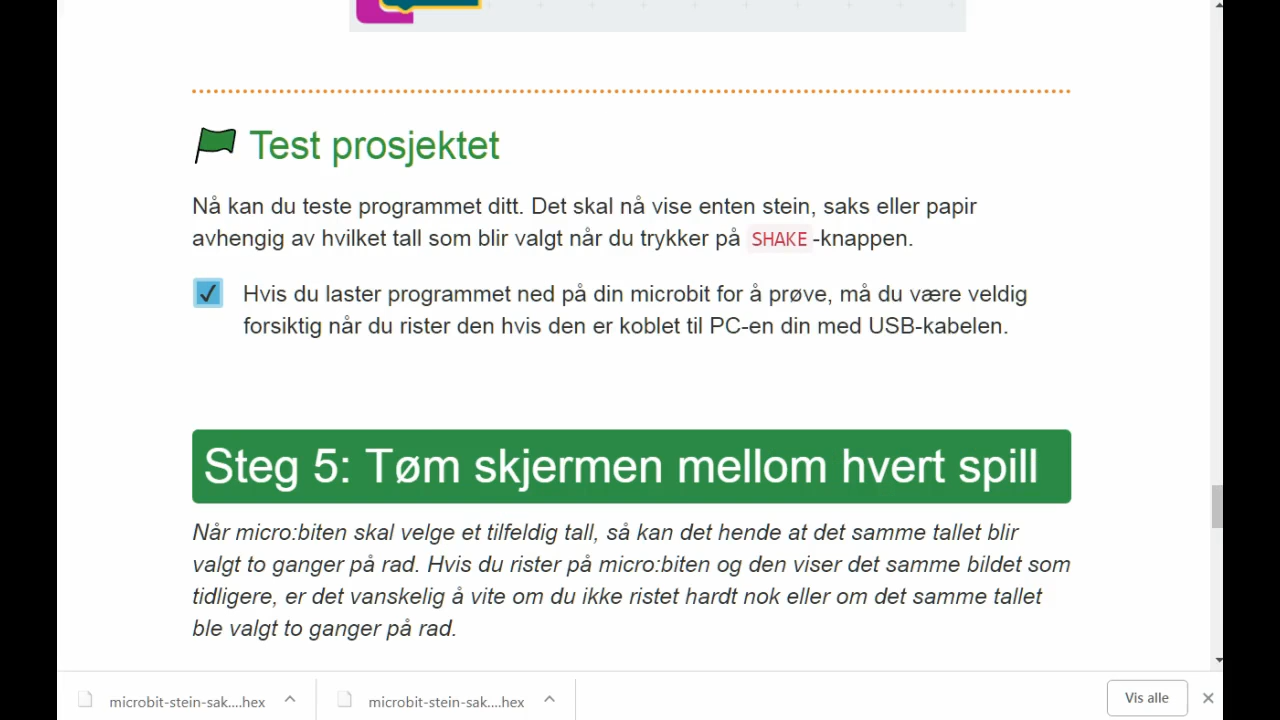 Test prosjektet
Nå kan du teste programmet ditt. Det skal nå vise enten stein, saks eller papir
avhengig av hvilket tall som blir valgt når du trykker på SHAKE-knappen.
Hvis du laster programmet ned på din microbit for å prøve, må du være veldig
forsiktig når du rister den hvis den er koblet til PC-en din med USB-kabelen.
Steg 5: Tøm skjermen mellom hvert spill
Når micro:biten skal velge et tilfeldig tall, så kan det hende at det samme tallet blir
valgt to ganger på rad. Hvis du rister på micro:biten og den viser det samme bildet som
tidligere, er det vanskelig å vite om du ikke ristet hardt nok eller om det samme tallet
ble valgt to ganger på rad.
microbit-stein-sak....hex
microbit-stein-sak....hex
Vis alle